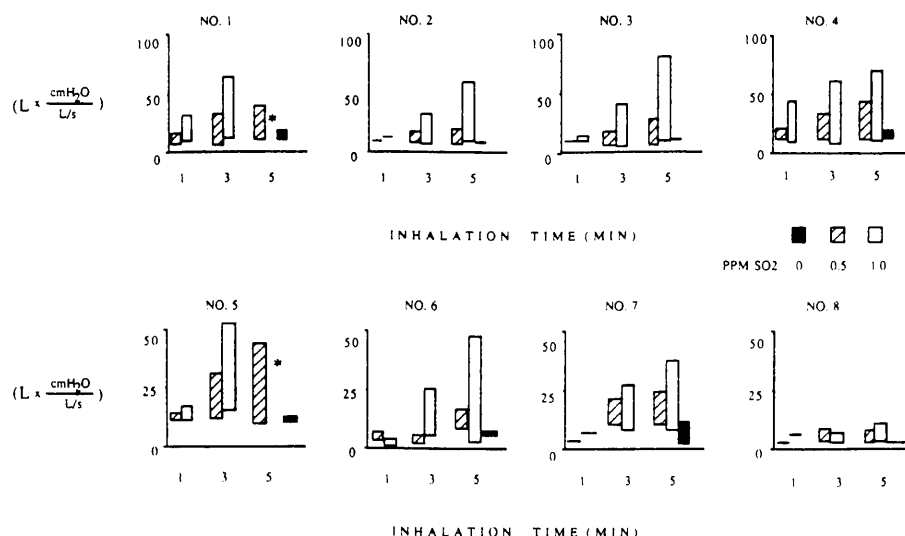 NO. 1 NO. 2 NO. 3 NO. 4
100 100 100 100
(L x cmH2O / L/s) 50 50 50 50
*
0 0 0 0
1 3 5 1 3 5 1 3 5 1 3 5
INHALATION TIME (MIN)
PPM SO2 0 0.5 1.0
NO. 5 NO. 6 NO. 7 NO. 8
50 50 50 50
*
(L x cmH2O / L/s) 25 25 25 25
0 0 0 0
1 3 5 1 3 5 1 3 5 1 3 5
INHALATION TIME (MIN)